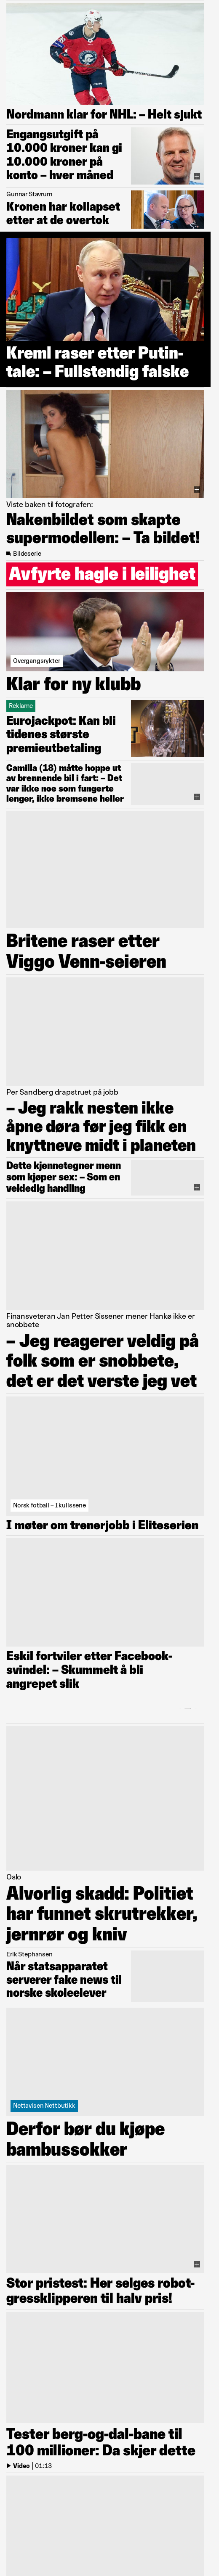 Nordmann klar for NHL: – Helt sjukt
Engangsutgift på
10.000 kroner kan gi
10.000 kroner på
konto – hver måned
Gunnar Stavrum
Kronen har kollapset
etter at de overtok
Kreml raser etter Putin-
tale: – Fullstendig falske
Viste baken til fotografen:
Nakenbildet som skapte
supermodellen: – Ta bildet!
Bildeserie
Avfyrte hagle i leilighet
Overgangsrykter
Klar for ny klubb
Reklame
Eurojackpot: Kan bli
tidenes største
premieutbetaling
Camilla (18) måtte hoppe ut
av brennende bil i fart: – Det
var ikke noe som fungerte
lenger, ikke bremsene heller
Britene raser etter
Viggo Venn-seieren
Per Sandberg drapstruet på jobb
– Jeg rakk nesten ikke
åpne døra før jeg fikk en
knyttneve midt i planeten
Dette kjennetegner menn
som kjøper sex: – Som en
veldedig handling
Finansveteran Jan Petter Sissener mener Hankø ikke er
snobbete
– Jeg reagerer veldig på
folk som er snobbete,
det er det verste jeg vet
Norsk fotball – I kulissene
I møter om trenerjobb i Eliteserien
Eskil fortviler etter Facebook-
svindel: – Skummelt å bli
angrepet slik
Oslo
Alvorlig skadd: Politiet
har funnet skrutrekker,
jernrør og kniv
Erik Stephansen
Når statsapparatet
serverer fake news til
norske skoleelever
Nettavisen Nettbutikk
Derfor bør du kjøpe
bambussokker
Stor pristest: Her selges robot-
gressklipperen til halv pris!
Tester berg-og-dal-bane til
100 millioner: Da skjer dette
Video | 01:13